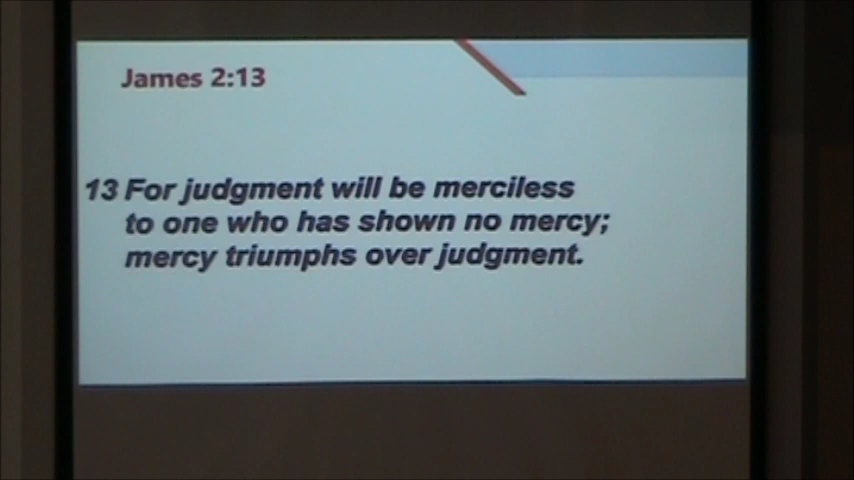 James 2:13
13 For judgment will be merciless
to one who has shown no mercy;
mercy triumphs over judgment.